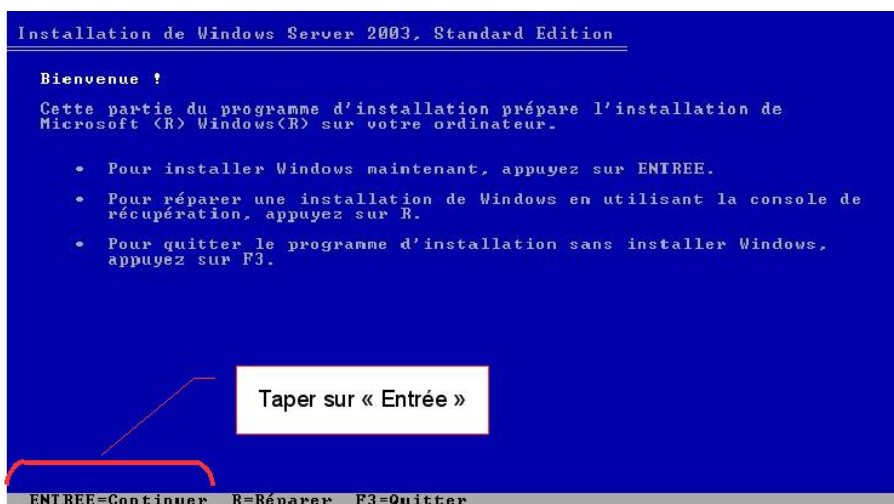 Installation de Windows Server 2003, Standard Edition
Bienvenue !
Cette partie du programme d'installation prépare l'installation de
Microsoft (R) Windows(R) sur votre ordinateur.
• Pour installer Windows maintenant, appuyez sur ENTREE.
• Pour réparer une installation de Windows en utilisant la console de
récupération, appuyez sur R.
• Pour quitter le programme d'installation sans installer Windows,
appuyez sur F3.
Taper sur « Entrée »
ENTREE=Continuer R=Réparer F3=Quitter